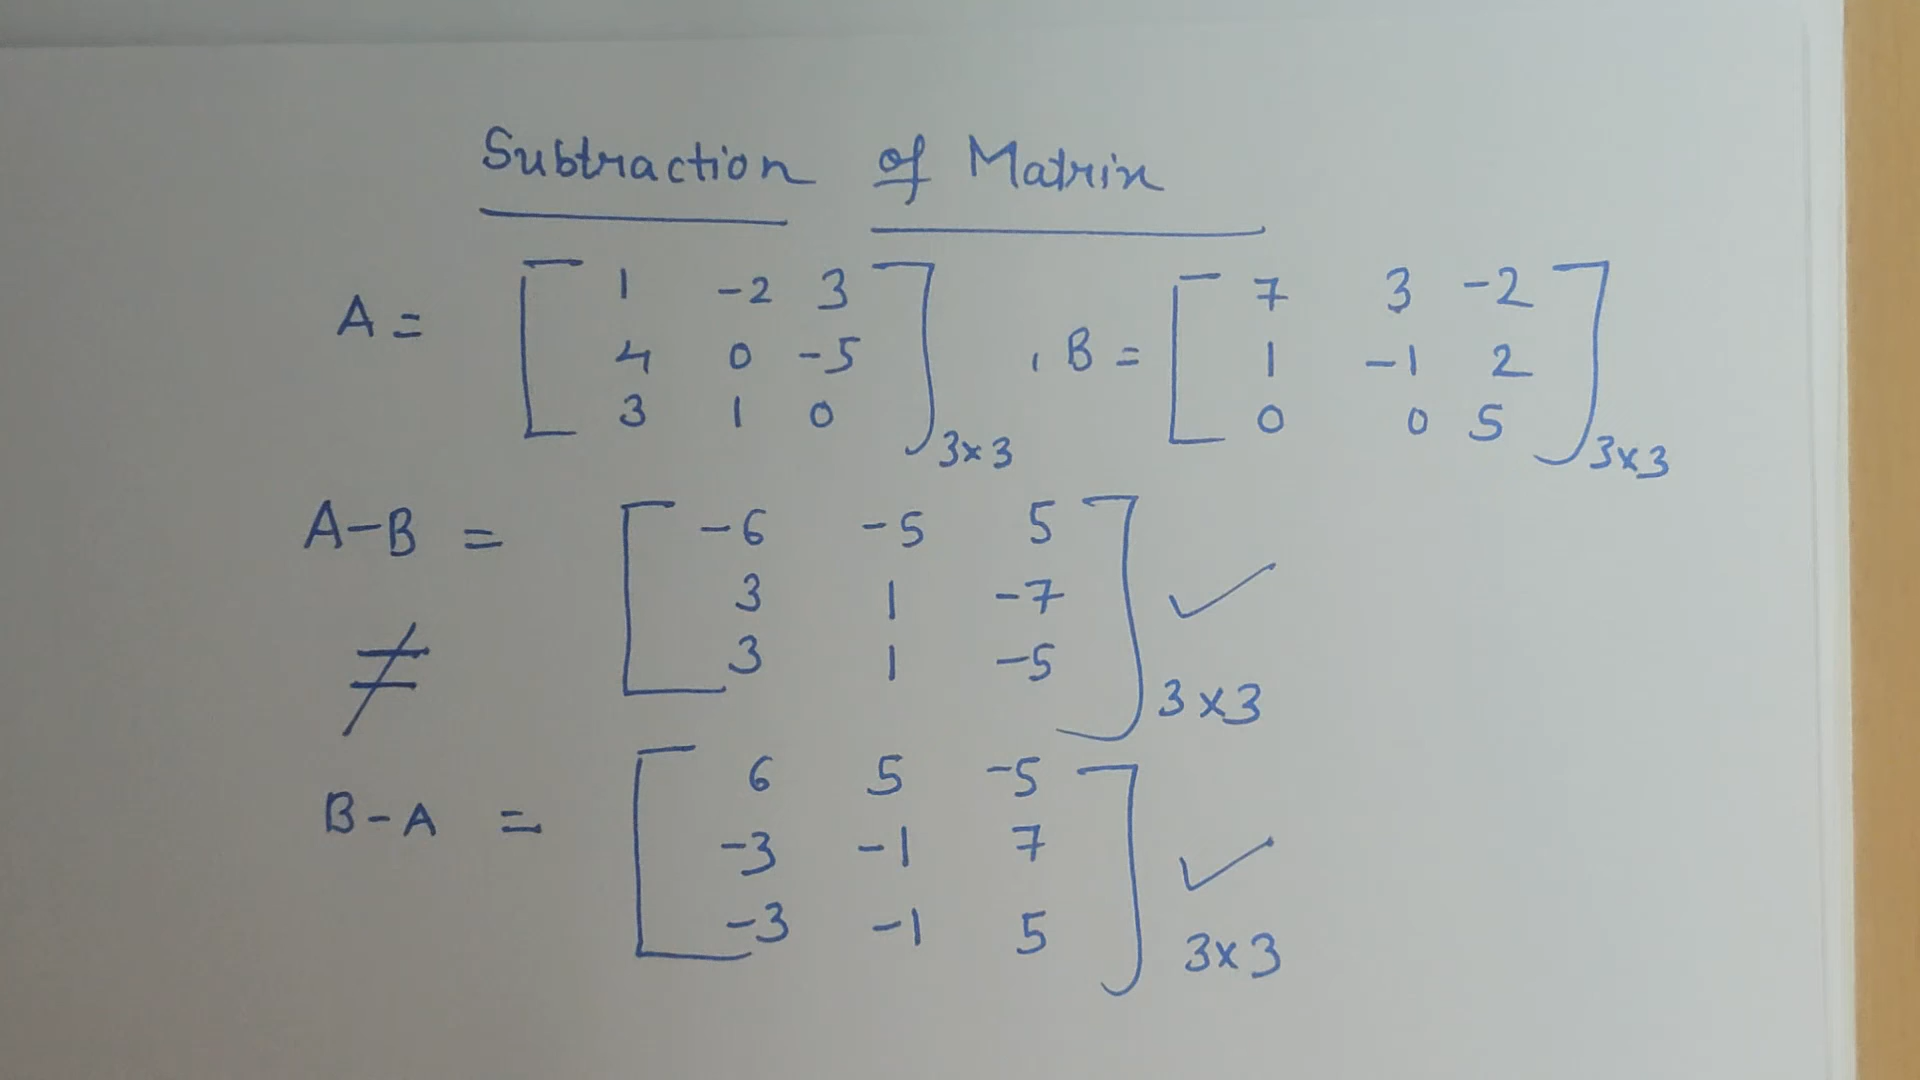 Subtraction of Matrix
A = [ 1 -2 3
4 0 -5
3 1 0 ] 3×3
, B = [ 7 3 -2
1 -1 2
0 0 5 ] 3×3
A-B = [ -6 -5 5
3 1 -7
3 1 -5 ] ✓ 3×3
≠
B-A = [ 6 5 -5
-3 -1 7
-3 -1 5 ] ✓ 3×3